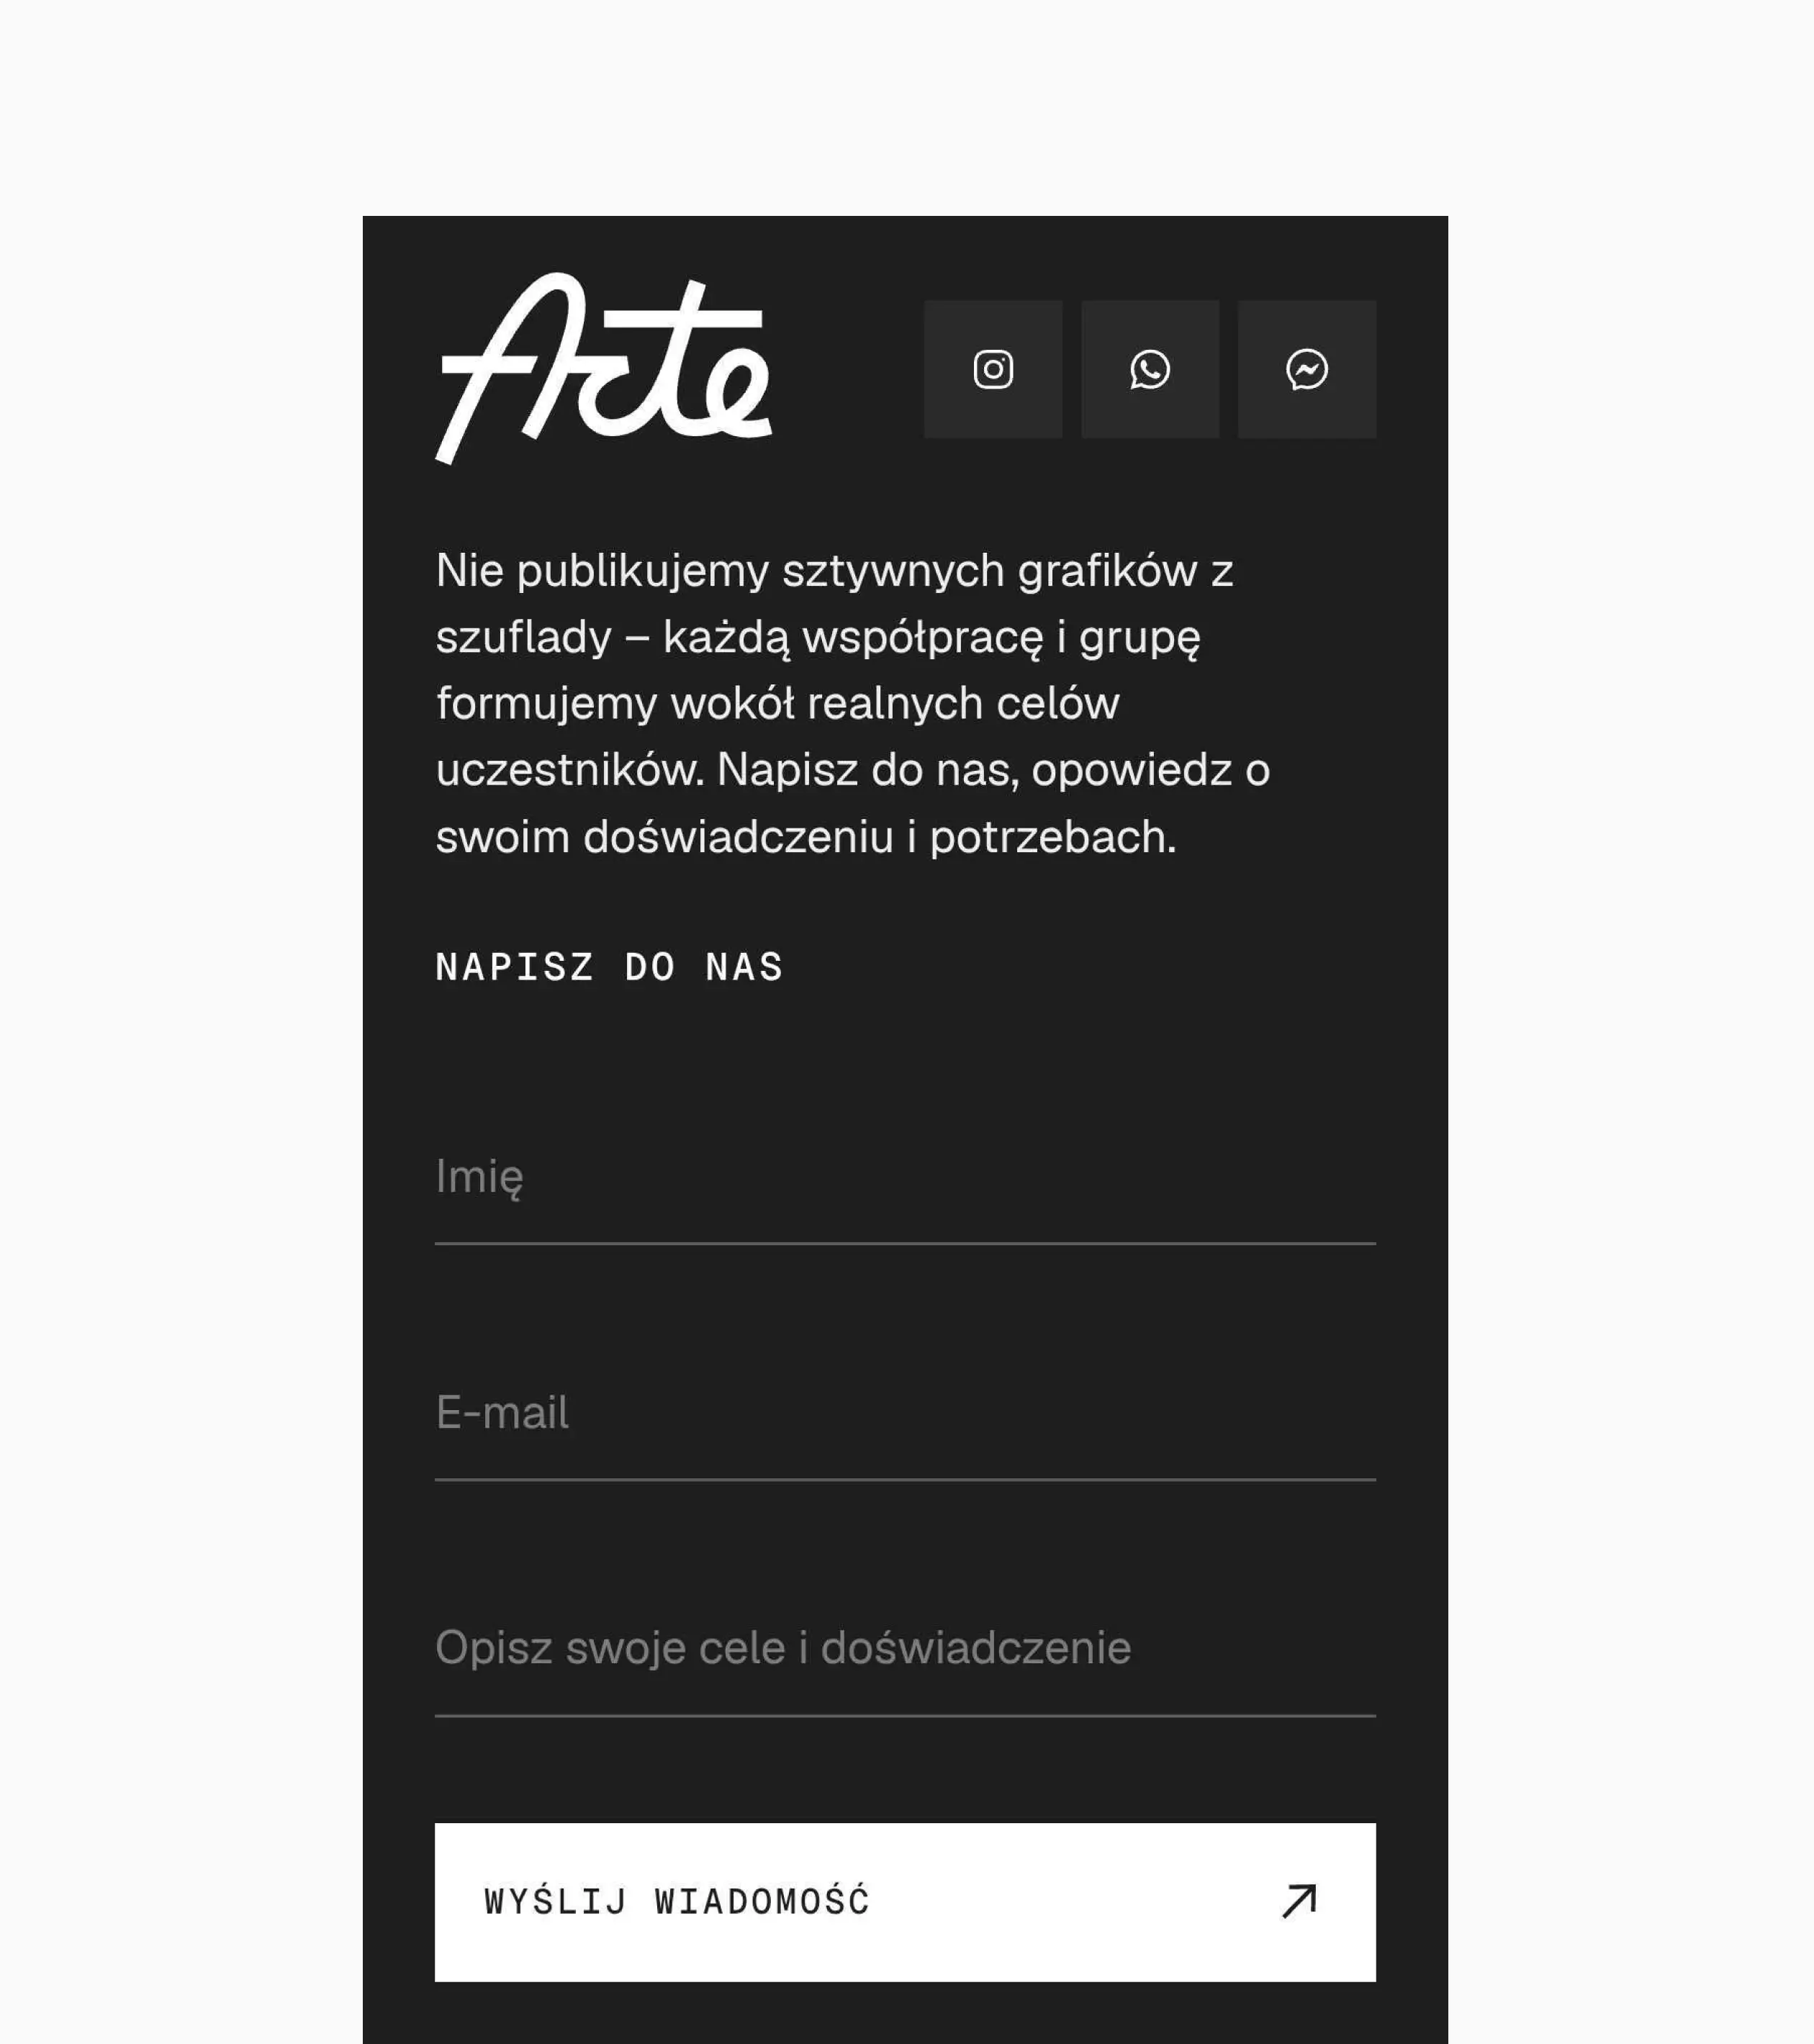 Arte
Nie publikujemy sztywnych grafików z
szuflady – każdą współpracę i grupę
formujemy wokół realnych celów
uczestników. Napisz do nas, opowiedz o
swoim doświadczeniu i potrzebach.
NAPISZ DO NAS
Imię
E-mail
Opisz swoje cele i doświadczenie
WYŚLIJ WIADOMOŚĆ